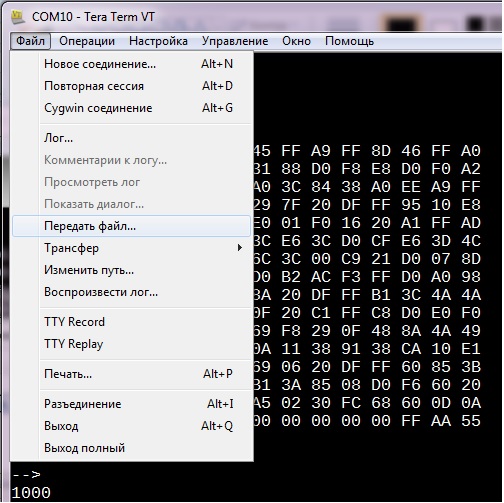 COM10 - Tera Term VT
Файл Операции Настройка Управление Окно Помощь
Новое соединение... Alt+N
Повторная сессия Alt+D
Cygwin соединение Alt+G
Лог...
Комментарии к логу...
Просмотреть лог
Показать диалог...
Передать файл...
Трансфер
Изменить путь...
Воспроизвести лог...
TTY Record
TTY Replay
Печать... Alt+P
Разъединение Alt+I
Выход Alt+Q
Выход полный
45 FF A9 FF 8D 46 FF A0
31 88 D0 F8 E8 D0 F0 A2
A0 3C 84 38 A0 EE A9 FF
29 7F 20 DF FF 95 10 E8
E0 01 F0 16 20 A1 FF AD
3C E6 3C D0 CF E6 3D 4C
6C 3C 00 C9 21 D0 07 8D
D0 B2 AC F3 FF D0 A0 98
8A 20 DF FF B1 3C 4A 4A
0F 20 C1 FF C8 D0 E0 F0
69 F8 29 0F 48 8A 4A 49
0A 11 38 91 38 CA 10 E1
69 06 20 DF FF 60 85 3B
B1 3A 85 08 D0 F6 60 20
A5 02 30 FC 68 60 0D 0A
00 00 00 00 00 FF AA 55
-->
1000